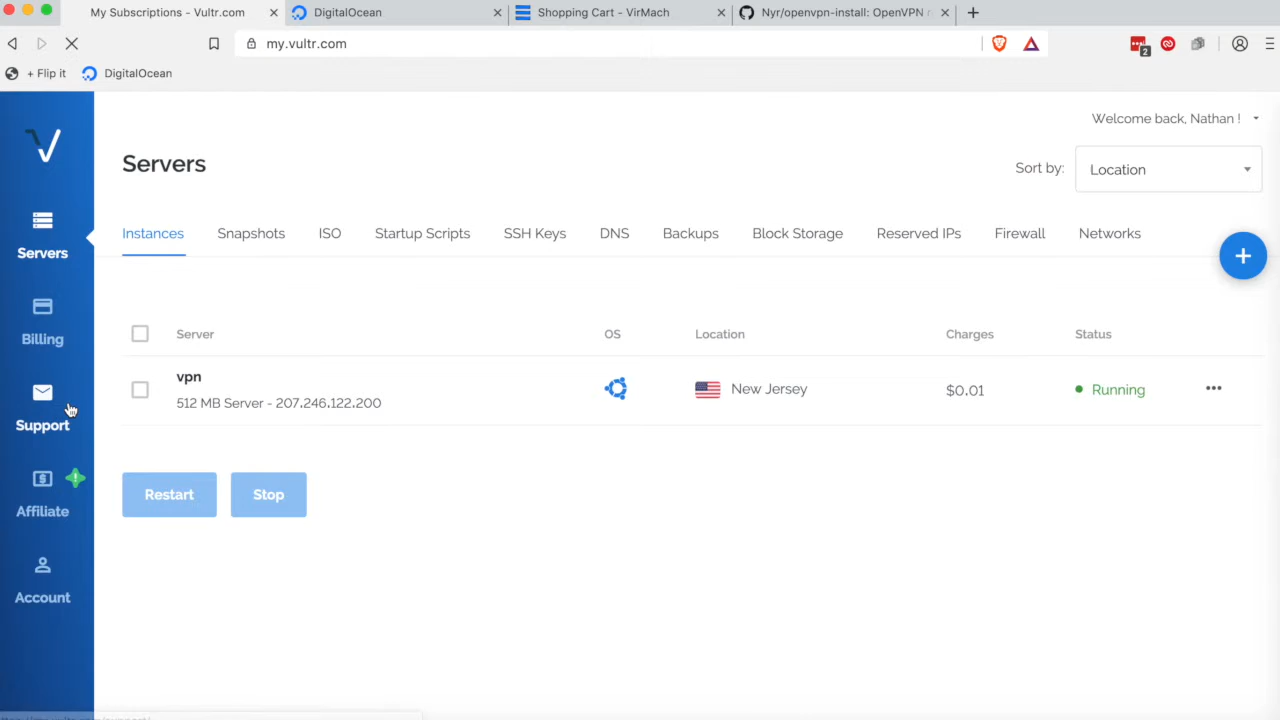 My Subscriptions - Vultr.com
DigitalOcean
Shopping Cart - VirMach
Nyr/openvpn-install: OpenVPN r
my.vultr.com
2
+ Flip it
DigitalOcean
Welcome back, Nathan !
Servers
Sort by:
Location
Instances
Snapshots
ISO
Startup Scripts
SSH Keys
DNS
Backups
Block Storage
Reserved IPs
Firewall
Networks
Servers
Billing
Support
Affiliate
Account
Server
OS
Location
Charges
Status
vpn
512 MB Server - 207.246.122.200
New Jersey
$0.01
Running
Restart
Stop